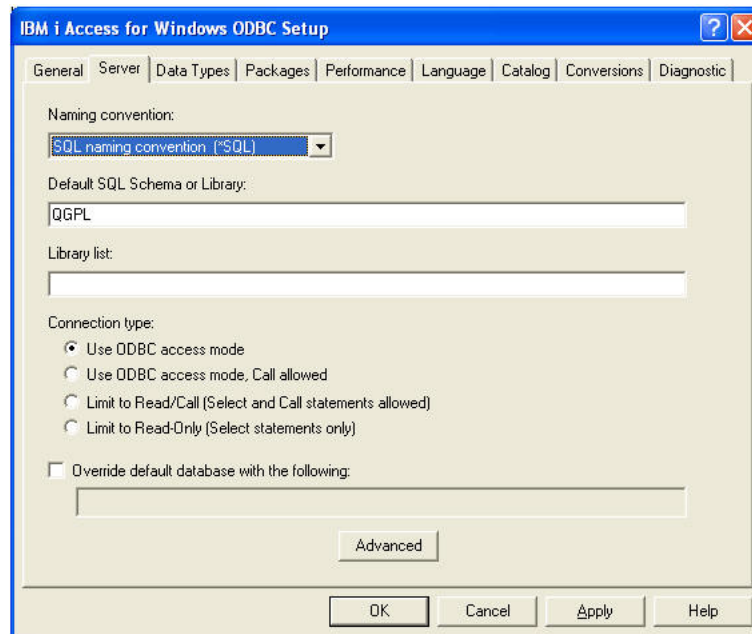 IBM i Access for Windows ODBC Setup
General Server Data Types Packages Performance Language Catalog Conversions Diagnostic
Naming convention:
SQL naming convention (*SQL)
Default SQL Schema or Library:
QGPL
Library list:
Connection type:
Use ODBC access mode
Use ODBC access mode, Call allowed
Limit to Read/Call (Select and Call statements allowed)
Limit to Read-Only (Select statements only)
Override default database with the following:
Advanced
OK Cancel Apply Help